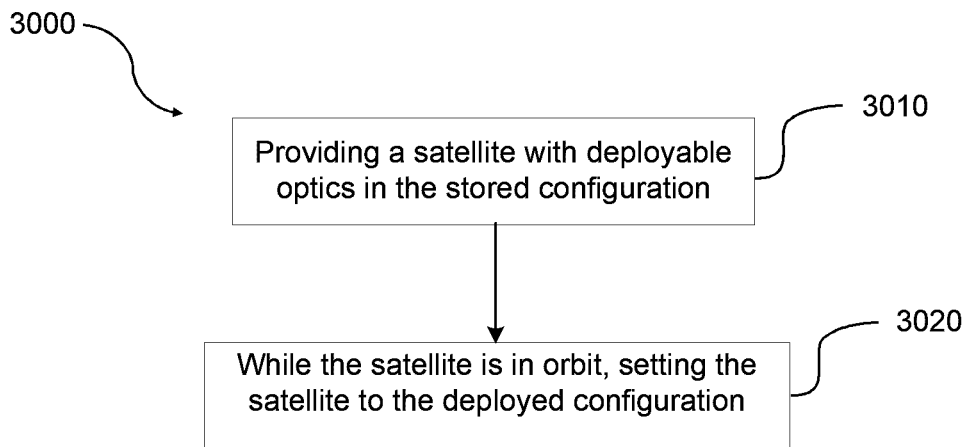 3000
3010
Providing a satellite with deployable
optics in the stored configuration
3020
While the satellite is in orbit, setting the
satellite to the deployed configuration